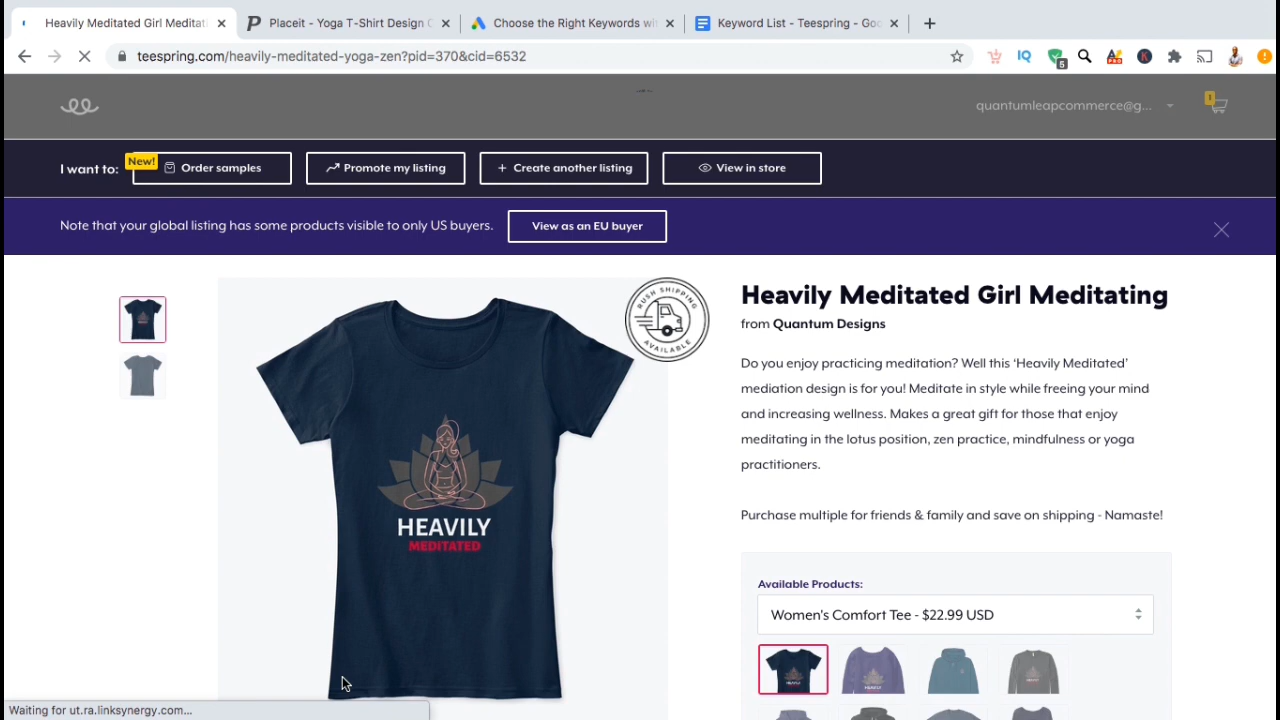 Heavily Meditated Girl Meditati
Placeit - Yoga T-Shirt Design C
Choose the Right Keywords wi
Keyword List - Teespring - Goo
teespring.com/heavily-meditated-yoga-zen?pid=370&cid=6532
quantumleapcommerce@g...
1
I want to:
New!
Order samples
Promote my listing
Create another listing
View in store
Note that your global listing has some products visible to only US buyers.
View as an EU buyer
RUSH SHIPPING
AVAILABLE
Heavily Meditated Girl Meditating
from Quantum Designs
Do you enjoy practicing meditation? Well this ‘Heavily Meditated’
mediation design is for you! Meditate in style while freeing your mind
and increasing wellness. Makes a great gift for those that enjoy
meditating in the lotus position, zen practice, mindfulness or yoga
practitioners.
Purchase multiple for friends & family and save on shipping - Namaste!
HEAVILY
MEDITATED
Available Products:
Women's Comfort Tee - $22.99 USD
Waiting for ut.ra.linksynergy.com...